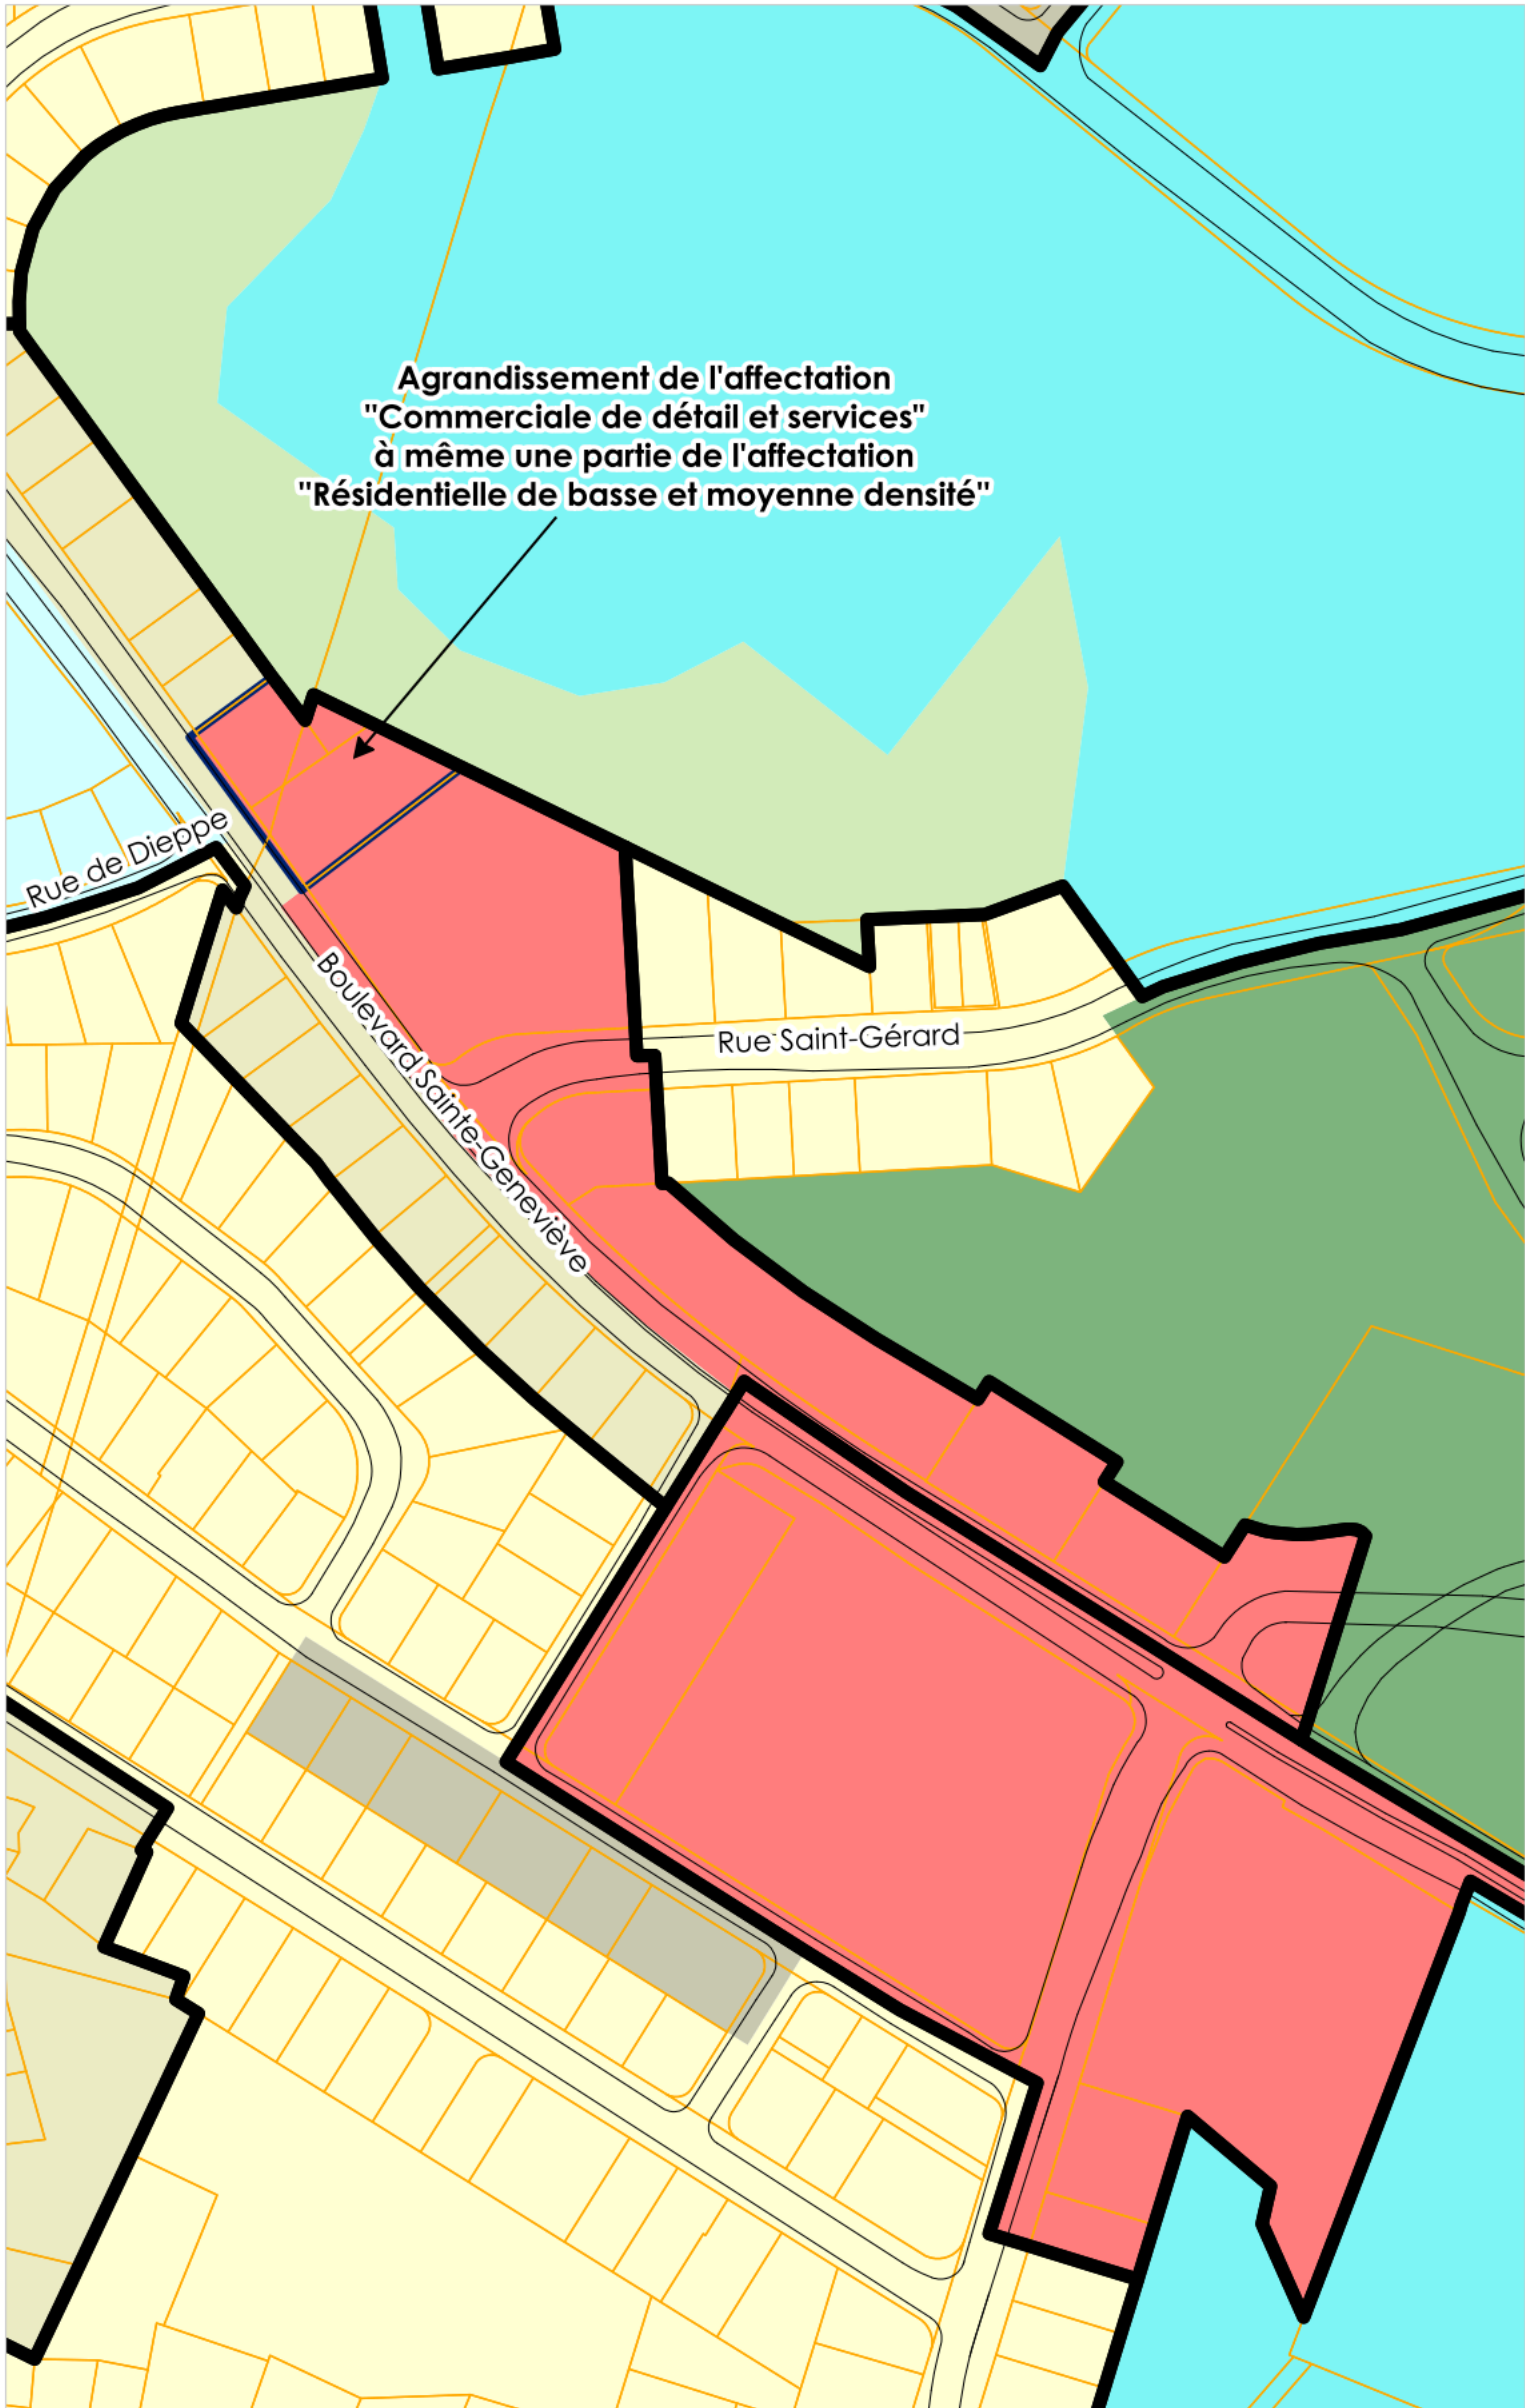 Agrandissement de l'affectation
"Commerciale de détail et services"
à même une partie de l'affectation
"Résidentielle de basse et moyenne densité"
Rue de Dieppe
Boulevard Sainte-Geneviève
Rue Saint-Gérard